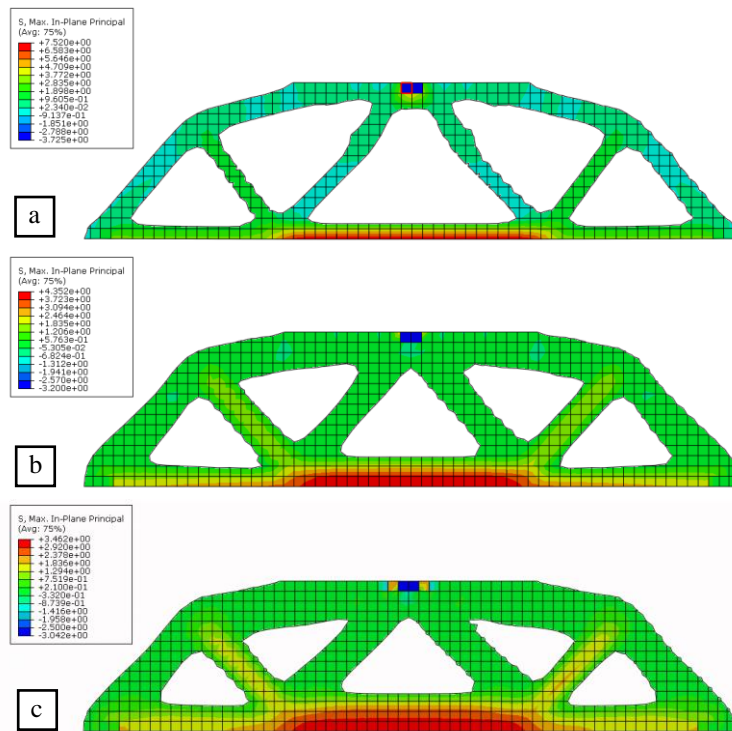 S, Max. In-Plane Principal
(Avg: 75%)
+7.520e+00
+6.583e+00
+5.646e+00
+4.709e+00
+3.772e+00
+2.835e+00
+1.898e+00
+9.605e-01
+2.340e-02
-9.137e-01
-1.851e+00
-2.788e+00
-3.725e+00
a
S, Max. In-Plane Principal
(Avg: 75%)
+4.352e+00
+3.723e+00
+3.094e+00
+2.464e+00
+1.835e+00
+1.206e+00
+5.763e-01
-5.305e-02
-6.824e-01
-1.312e+00
-1.941e+00
-2.570e+00
-3.200e+00
b
S, Max. In-Plane Principal
(Avg: 75%)
+3.462e+00
+2.920e+00
+2.378e+00
+1.836e+00
+1.294e+00
+7.519e-01
+2.100e-01
-3.320e-01
-8.739e-01
-1.416e+00
-1.958e+00
-2.500e+00
-3.042e+00
c